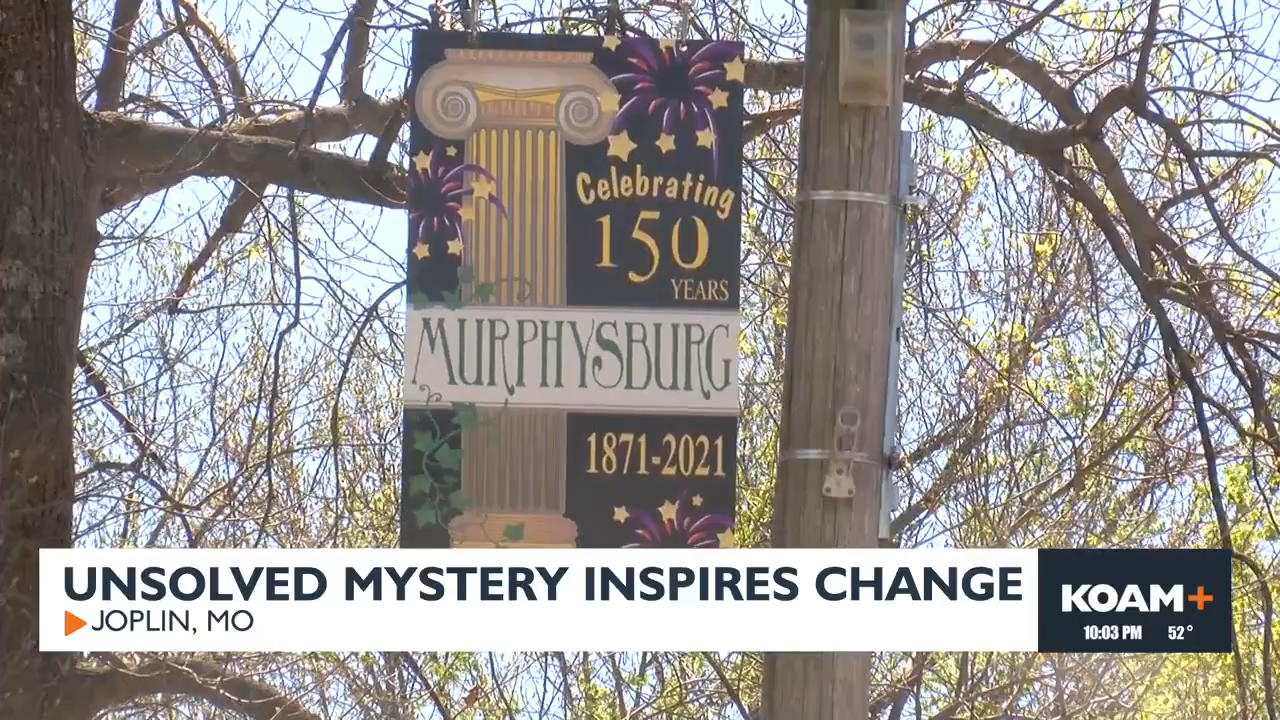 Celebrating
150
YEARS
MURPHYSBURG
1871-2021
UNSOLVED MYSTERY INSPIRES CHANGE
JOPLIN, MO
KOAM+
10:03 PM 52°